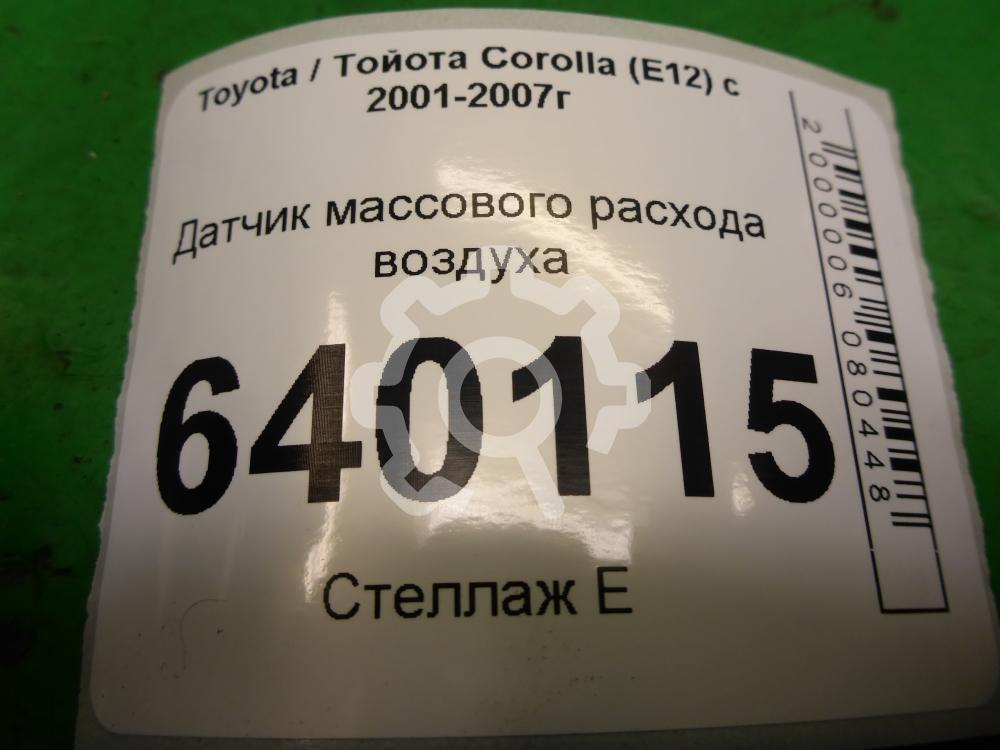 Toyota / Тойота Corolla (E12) с
2001-2007г
Датчик массового расхода
воздуха
640115
Стеллаж E
2000006080448